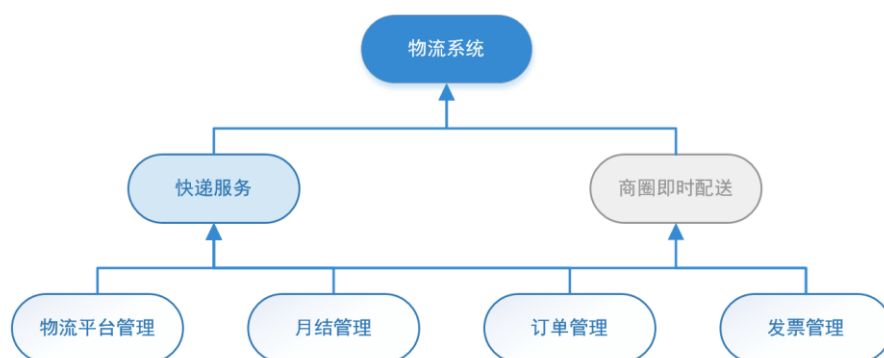 物流系统
快递服务
商圈即时配送
物流平台管理
月结管理
订单管理
发票管理